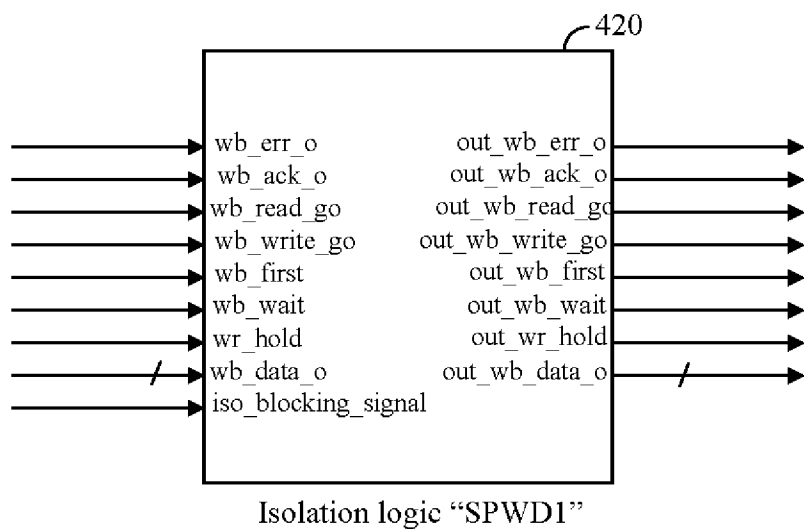 420
wb_err_o out_wb_err_o
wb_ack_o out_wb_ack_o
wb_read_go out_wb_read_go
wb_write_go out_wb_write_go
wb_first out_wb_first
wb_wait out_wb_wait
wr_hold out_wr_hold
wb_data_o out_wb_data_o
iso_blocking_signal
Isolation logic “SPWD1”